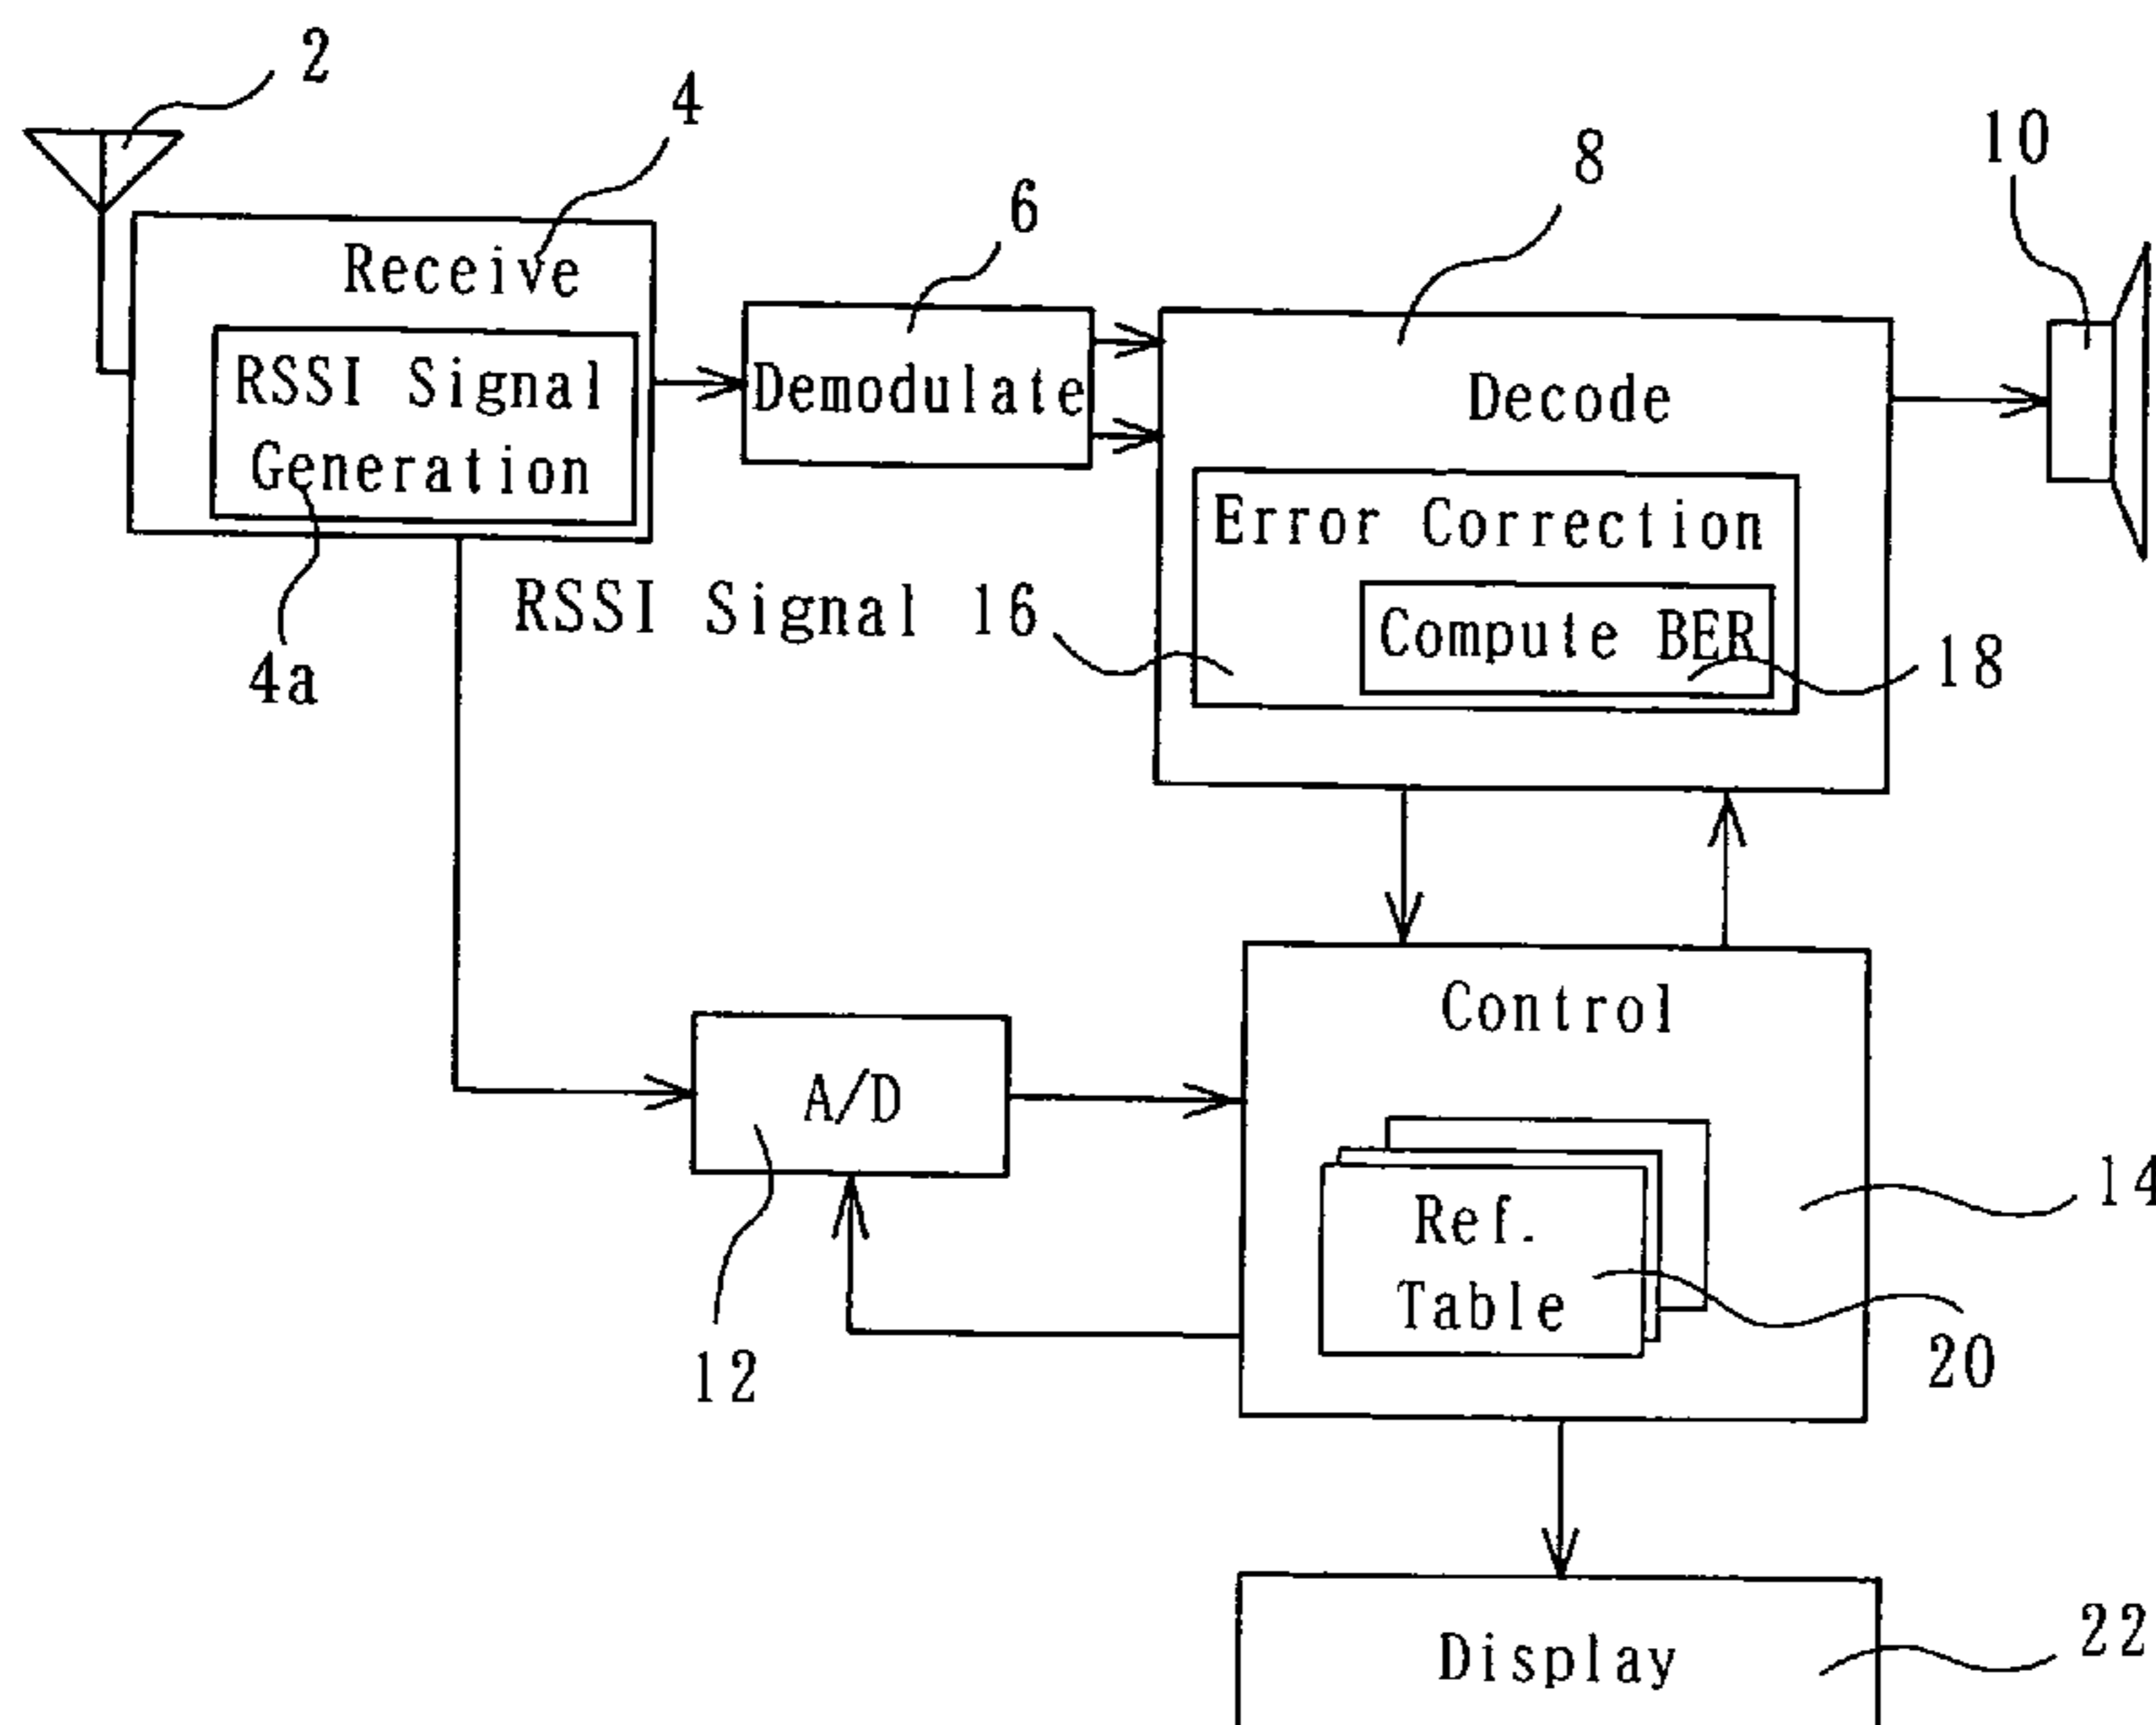 2
4
6
8
10
Receive
RSSI Signal
Generation
4a
Demodulate
Decode
Error Correction
Compute BER
RSSI Signal
16
18
Control
A/D
12
Ref.
Table
14
20
Display
22